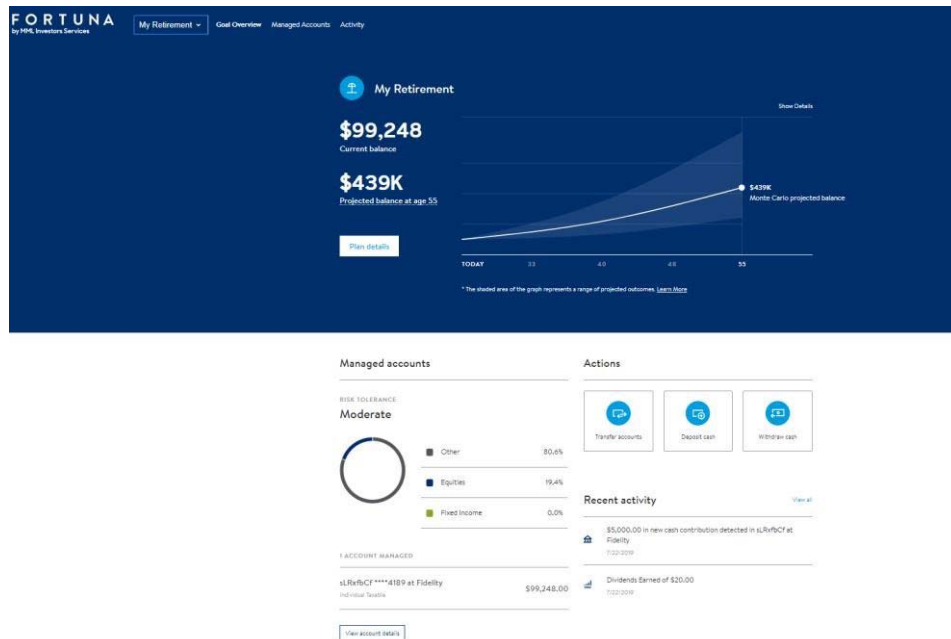 FORTUNA
by MML Investors Services
My Retirement
Goal Overview
Managed Accounts
Activity
My Retirement
Show Details
$99,248
Current balance
$439K
Projected balance at age 55
$439K
Monte Carlo projected balance
Plan details
TODAY 33 40 48 55
* The shaded area of the graph represents a range of projected outcomes. Learn More
Managed accounts
RISK TOLERANCE
Moderate
Other 80.6%
Equities 19.4%
Fixed Income 0.0%
1 ACCOUNT MANAGED
sLRxfbCf ****4189 at Fidelity
Individual Taxable
$99,248.00
View account details
Actions
Transfer accounts
Deposit cash
Withdraw cash
Recent activity
View all
$5,000.00 in new cash contribution detected in sLRxfbCf at
Fidelity
7/22/2019
Dividends Earned of $20.00
7/22/2019